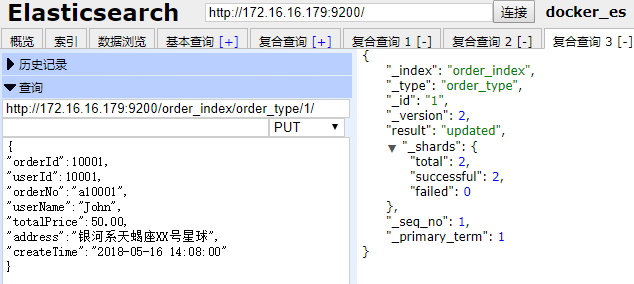 Elasticsearch http://172.16.16.179:9200/ 连接 docker_es
概览 索引 数据浏览 基本查询 [+] 复合查询 [+] 复合查询 1 [-] 复合查询 2 [-] 复合查询 3 [-]
历史记录
查询
http://172.16.16.179:9200/order_index/order_type/1/
PUT
{
"orderId":10001,
"userId":10001,
"orderNo":"a10001",
"userName":"John",
"totalPrice":50.00,
"address":"银河系天蝎座XX号星球",
"createTime":"2018-05-16 14:08:00"
}
{
"_index": "order_index",
"_type": "order_type",
"_id": "1",
"_version": 2,
"result": "updated",
"_shards": {
"total": 2,
"successful": 2,
"failed": 0
},
"_seq_no": 1,
"_primary_term": 1
}